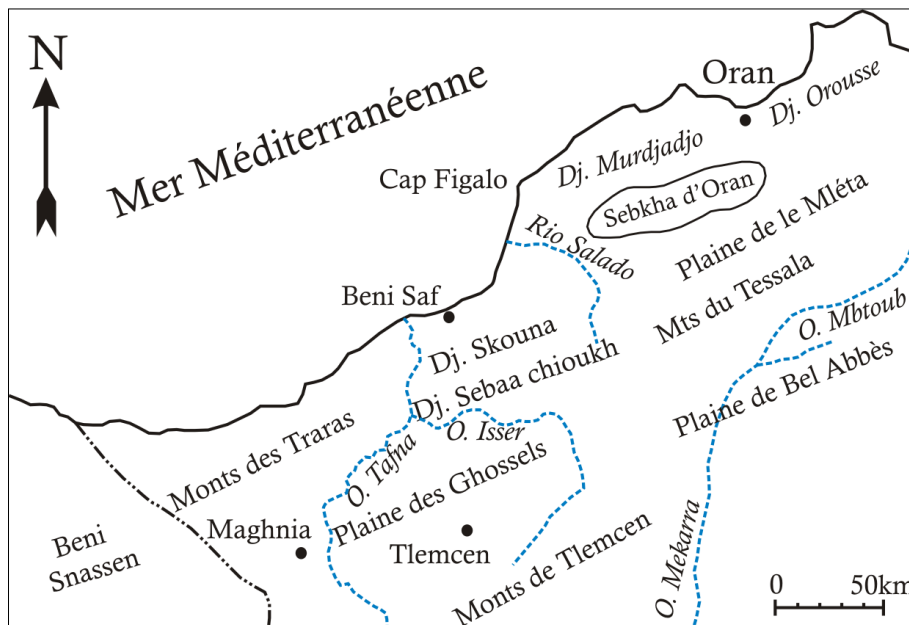 N
Mer Méditerranéenne
Oran
Dj. Orousse
Dj. Murdjadjo
Cap Figalo
Sebkha d'Oran
Rio Salado
Plaine de le Mléta
Beni Saf
Mts du Tessala
O. Mbtoub
Dj. Skouna
Dj. Sebaa chioukh
Plaine de Bel Abbès
O. Isser
Monts des Traras
O. Tafna
Plaine des Ghossels
Maghnia
Tlemcen
Beni
Snassen
Monts de Tlemcen
O. Mekarra
0 50km